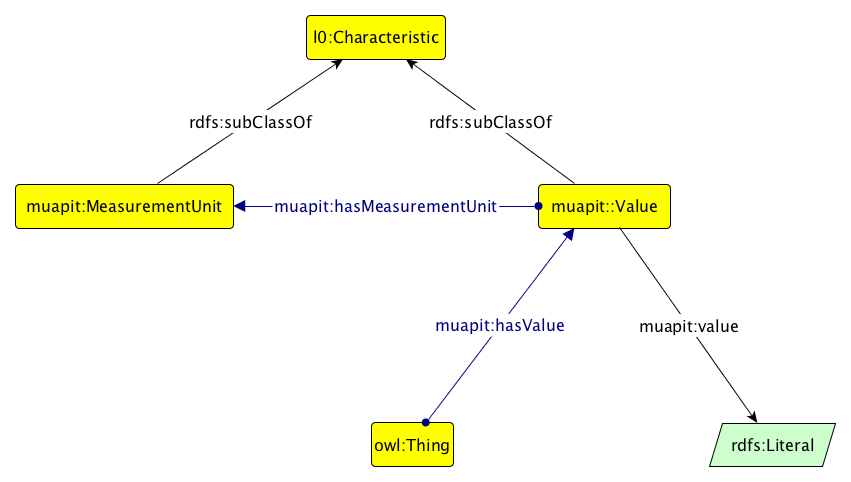 l0:Characteristic
rdfs:subClassOf
rdfs:subClassOf
muapit:MeasurementUnit
muapit:hasMeasurementUnit
muapit::Value
muapit:hasValue
muapit:value
owl:Thing
rdfs:Literal